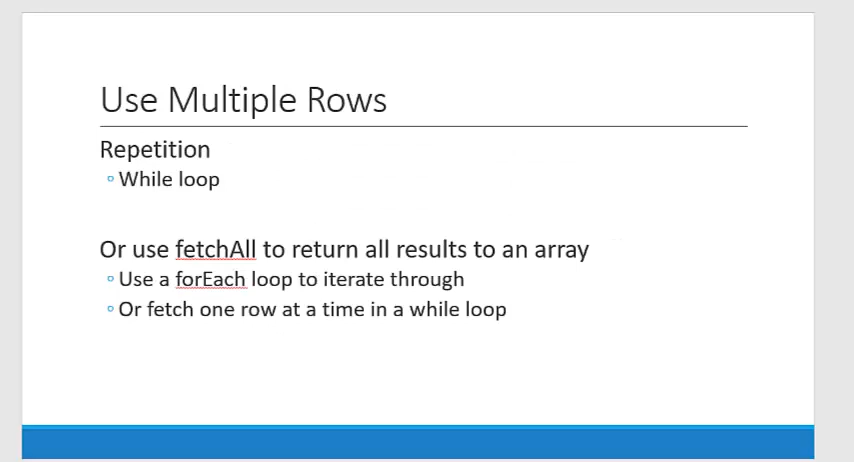 Use Multiple Rows
Repetition
While loop
Or use fetchAll to return all results to an array
Use a forEach loop to iterate through
Or fetch one row at a time in a while loop